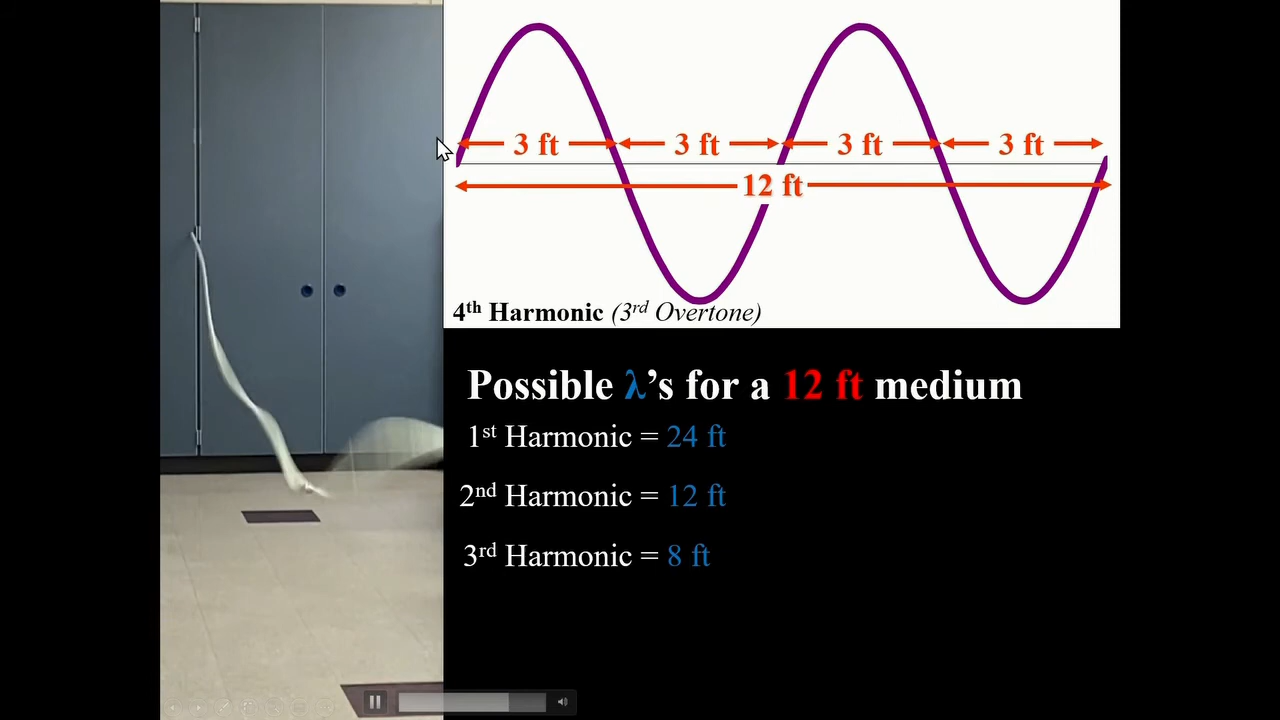 3 ft 3 ft 3 ft 3 ft
12 ft
4th Harmonic (3rd Overtone)
Possible λ’s for a 12 ft medium
1st Harmonic = 24 ft
2nd Harmonic = 12 ft
3rd Harmonic = 8 ft